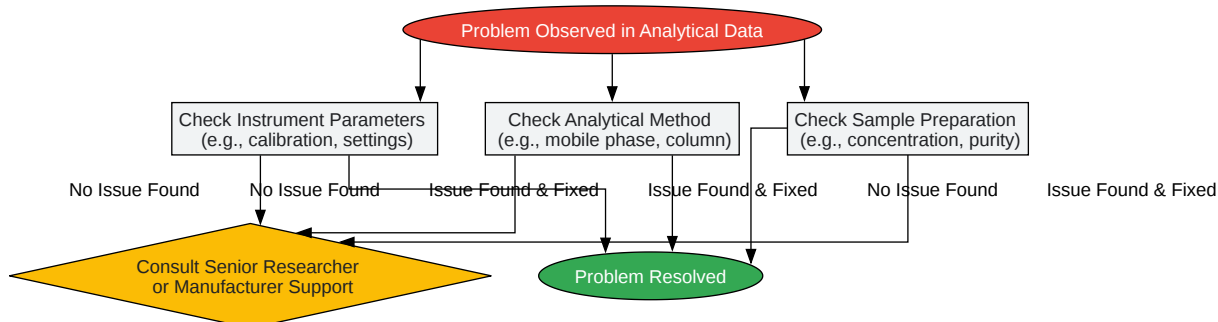 Problem Observed in Analytical Data
Check Instrument Parameters
(e.g., calibration, settings)
Check Analytical Method
(e.g., mobile phase, column)
Check Sample Preparation
(e.g., concentration, purity)
No Issue Found
No Issue Found
Issue Found & Fixed
Issue Found & Fixed
No Issue Found
Issue Found & Fixed
Consult Senior Researcher
or Manufacturer Support
Problem Resolved